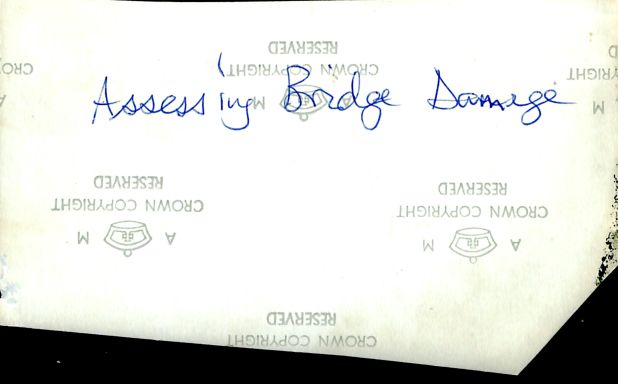 RESERVED
CROWN COPYRIGHT
Assessing Bridge Damage
A M
RESERVED
CROWN COPYRIGHT
A M
RESERVED
CROWN COPYRIGHT
A M
RESERVED
CROWN COPYRIGHT